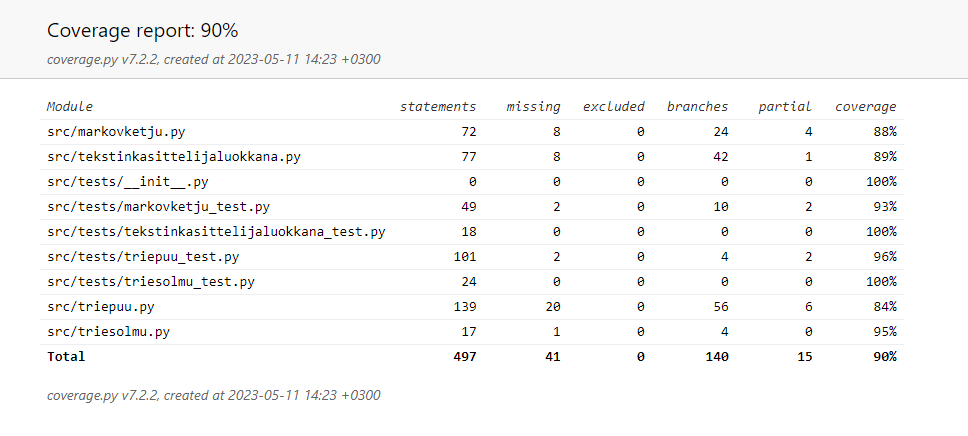 Coverage report: 90%
coverage.py v7.2.2, created at 2023-05-11 14:23 +0300
Module statements missing excluded branches partial coverage
src/markovketju.py 72 8 0 24 4 88%
src/tekstinkasittelijaluokkana.py 77 8 0 42 1 89%
src/tests/__init__.py 0 0 0 0 0 100%
src/tests/markovketju_test.py 49 2 0 10 2 93%
src/tests/tekstinkasittelijaluokkana_test.py 18 0 0 0 0 100%
src/tests/triepuu_test.py 101 2 0 4 2 96%
src/tests/triesolmu_test.py 24 0 0 0 0 100%
src/triepuu.py 139 20 0 56 6 84%
src/triesolmu.py 17 1 0 4 0 95%
Total 497 41 0 140 15 90%
coverage.py v7.2.2, created at 2023-05-11 14:23 +0300